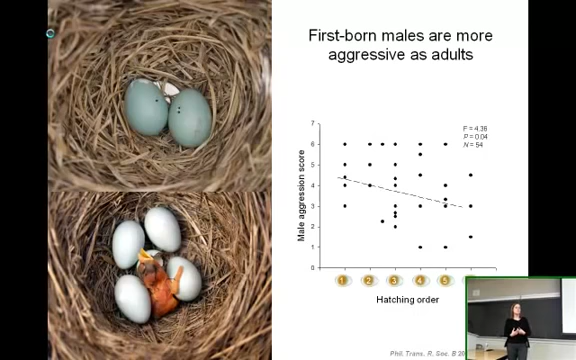 First-born males are more
aggressive as adults
F = 4.36
P = 0.04
N = 54
Male aggression score
7
6
5
4
3
2
1
0
1
2
3
4
5
Hatching order
Phil. Trans. R. Soc. B